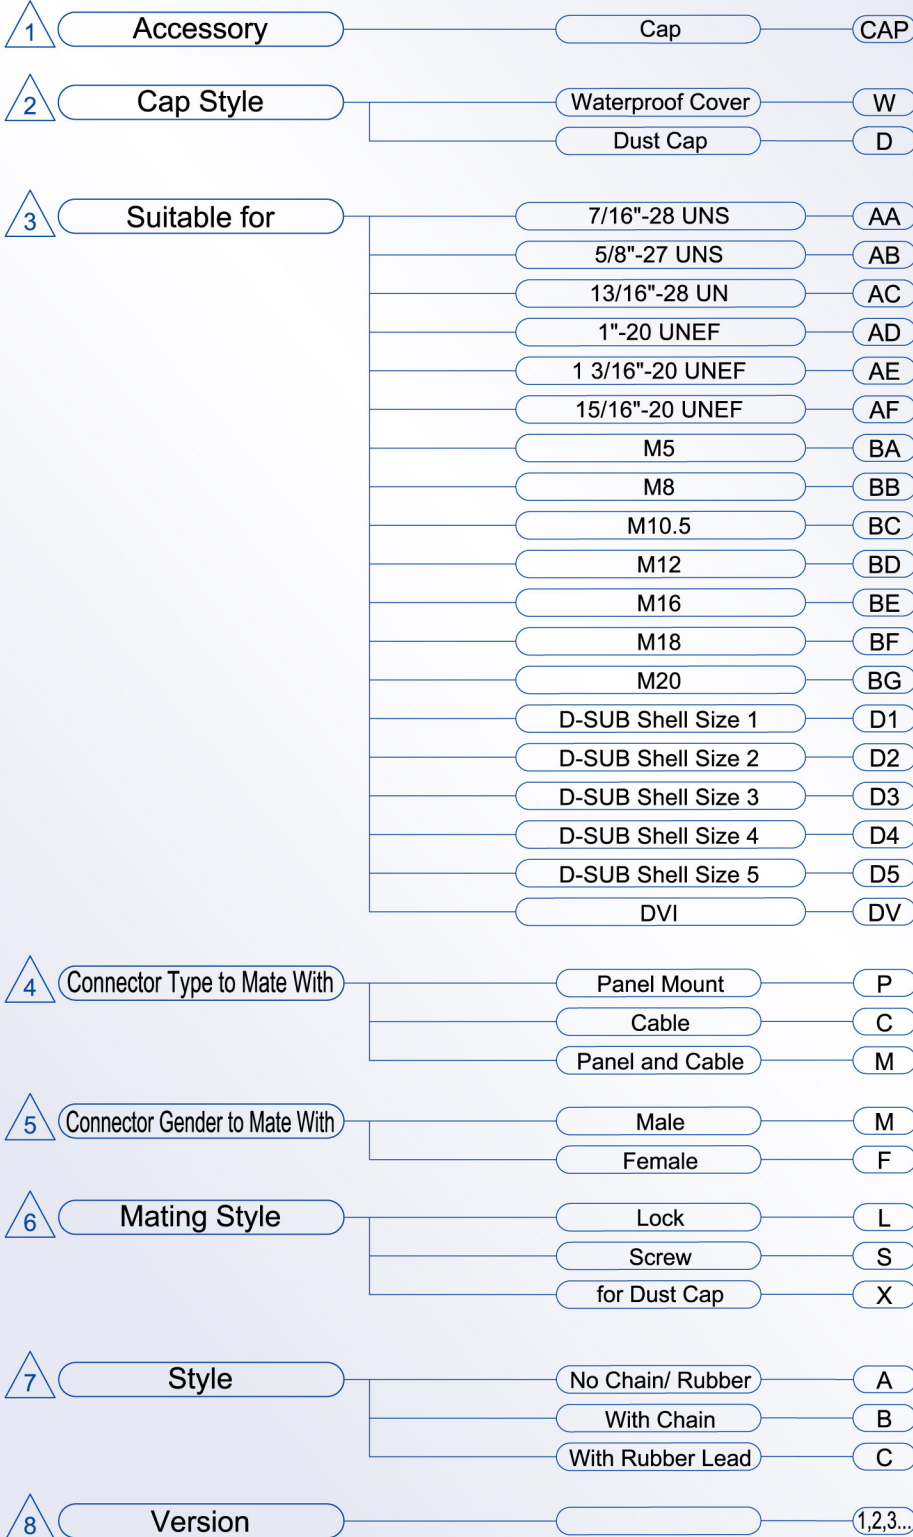 1 Accessory Cap CAP
2 Cap Style Waterproof Cover W
Dust Cap D
3 Suitable for 7/16"-28 UNS AA
5/8"-27 UNS AB
13/16"-28 UN AC
1"-20 UNEF AD
1 3/16"-20 UNEF AE
15/16"-20 UNEF AF
M5 BA
M8 BB
M10.5 BC
M12 BD
M16 BE
M18 BF
M20 BG
D-SUB Shell Size 1 D1
D-SUB Shell Size 2 D2
D-SUB Shell Size 3 D3
D-SUB Shell Size 4 D4
D-SUB Shell Size 5 D5
DVI DV
4 Connector Type to Mate With Panel Mount P
Cable C
Panel and Cable M
5 Connector Gender to Mate With Male M
Female F
6 Mating Style Lock L
Screw S
for Dust Cap X
7 Style No Chain/ Rubber A
With Chain B
With Rubber Lead C
8 Version 1,2,3...